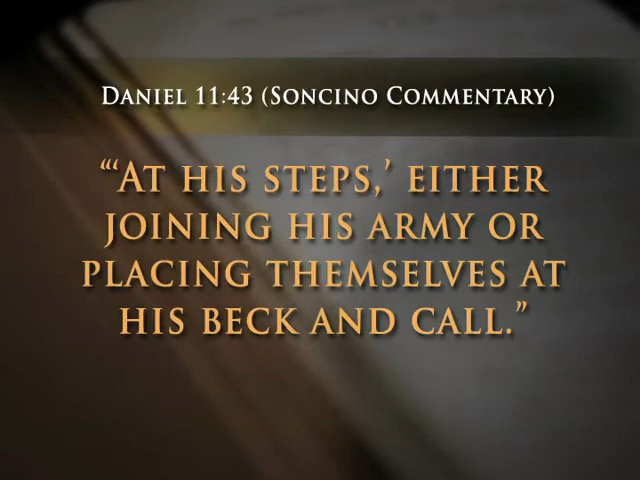 Daniel 11:43 (Soncino Commentary)
“‘At his steps,’ either
joining his army or
placing themselves at
his beck and call.”